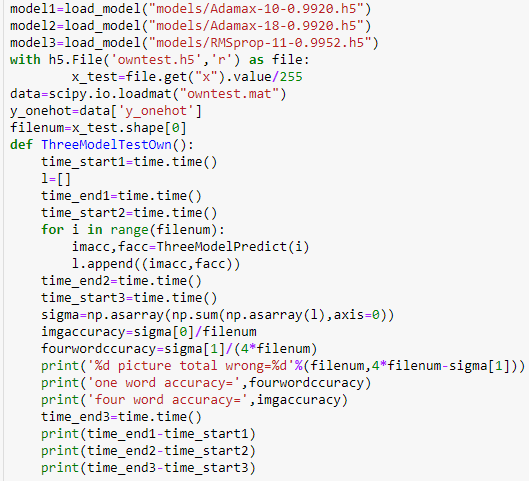 model1=load_model("models/Adamax-10-0.9920.h5")
model2=load_model("models/Adamax-18-0.9920.h5")
model3=load_model("models/RMSprop-11-0.9952.h5")
with h5.File('owntest.h5','r') as file:
        x_test=file.get("x").value/255
data=scipy.io.loadmat("owntest.mat")
y_onehot=data['y_onehot']
filenum=x_test.shape[0]
def ThreeModelTestOwn():
    time_start1=time.time()
    l=[]
    time_end1=time.time()
    time_start2=time.time()
    for i in range(filenum):
        imacc,facc=ThreeModelPredict(i)
        l.append((imacc,facc))
    time_end2=time.time()
    time_start3=time.time()
    sigma=np.asarray(np.sum(np.asarray(l),axis=0))
    imgaccuracy=sigma[0]/filenum
    fourwordccuracy=sigma[1]/(4*filenum)
    print('%d picture total wrong=%d'%(filenum,4*filenum-sigma[1]))
    print('one word accuracy=',fourwordccuracy)
    print('four word accuracy=',imgaccuracy)
    time_end3=time.time()
    print(time_end1-time_start1)
    print(time_end2-time_start2)
    print(time_end3-time_start3)